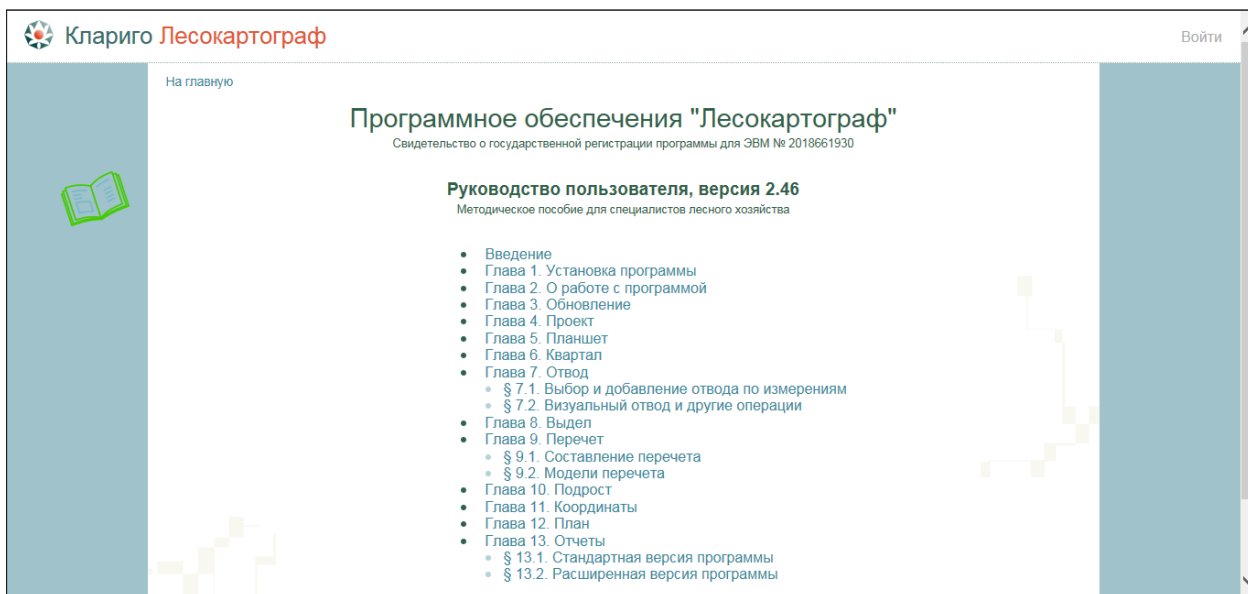 Клариго Лесокартограф
Войти
На главную
Программное обеспечения "Лесокартограф"
Свидетельство о государственной регистрации программы для ЭВМ № 2018661930
Руководство пользователя, версия 2.46
Методическое пособие для специалистов лесного хозяйства
• Введение
• Глава 1. Установка программы
• Глава 2. О работе с программой
• Глава 3. Обновление
• Глава 4. Проект
• Глава 5. Планшет
• Глава 6. Квартал
• Глава 7. Отвод
• § 7.1. Выбор и добавление отвода по измерениям
• § 7.2. Визуальный отвод и другие операции
• Глава 8. Выдел
• Глава 9. Перечет
• § 9.1. Составление перечета
• § 9.2. Модели перечета
• Глава 10. Подрост
• Глава 11. Координаты
• Глава 12. План
• Глава 13. Отчеты
• § 13.1. Стандартная версия программы
• § 13.2. Расширенная версия программы